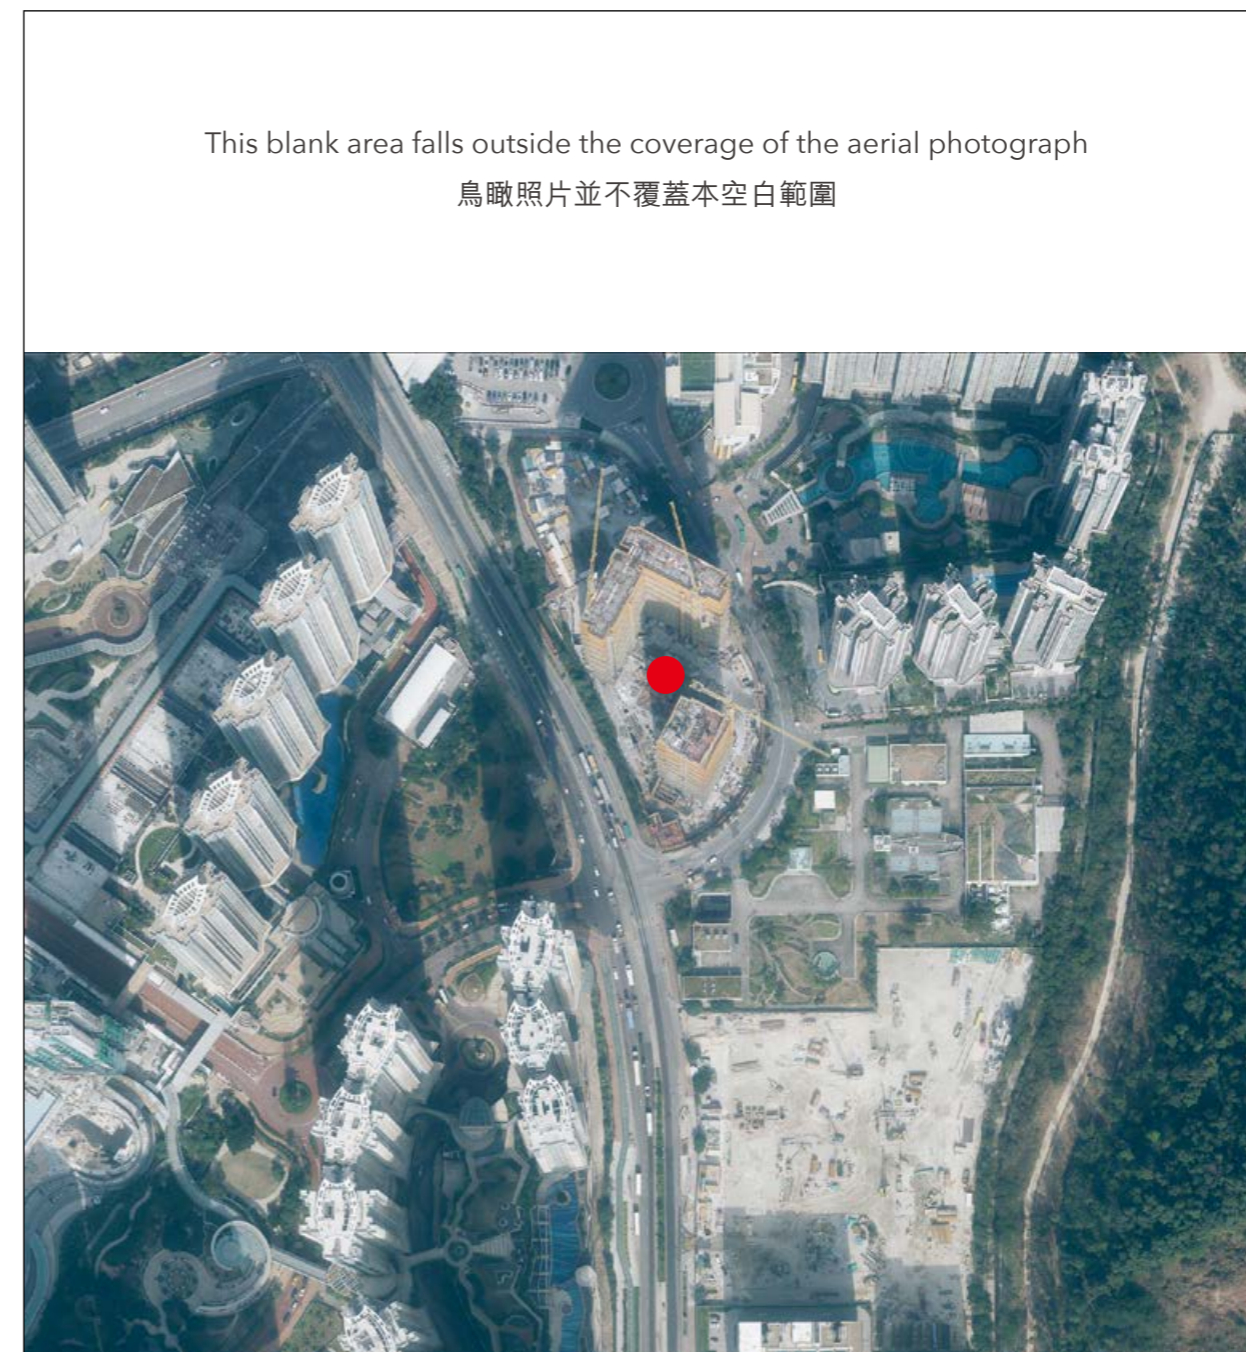 This blank area falls outside the coverage of the aerial photograph
鳥瞰照片並不覆蓋本空白範圍